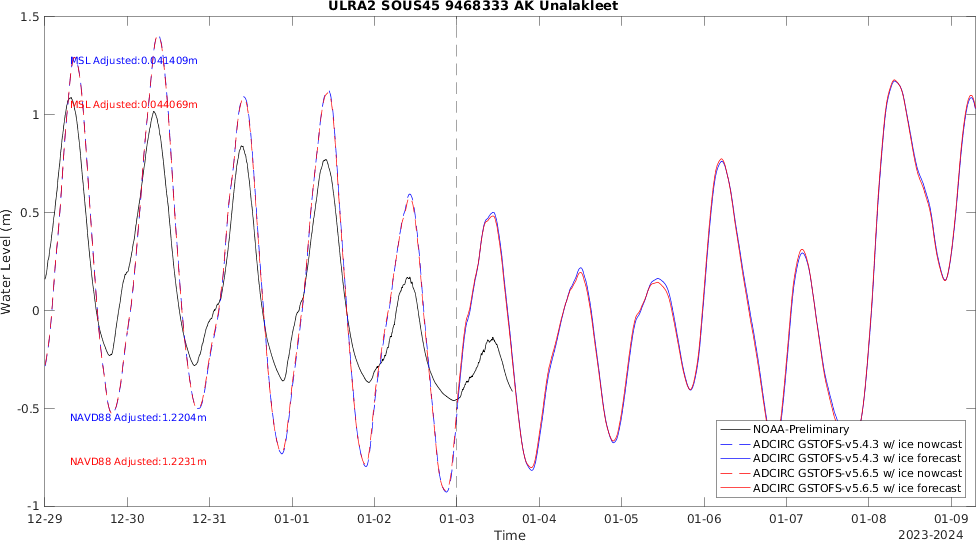 ULRA2 SOUS45 9468333 AK Unalakleet
1.5
MSL Adjusted:0.041409m
MSL Adjusted:0.044069m
1
0.5
Water Level (m)
0
-0.5
NAVD88 Adjusted:1.2204m
NAVD88 Adjusted:1.2231m
-1
NOAA-Preliminary
ADCIRC GSTOFS-v5.4.3 w/ ice nowcast
ADCIRC GSTOFS-v5.4.3 w/ ice forecast
ADCIRC GSTOFS-v5.6.5 w/ ice nowcast
ADCIRC GSTOFS-v5.6.5 w/ ice forecast
12-29 12-30 12-31 01-01 01-02 01-03 01-04 01-05 01-06 01-07 01-08 01-09
Time
2023-2024